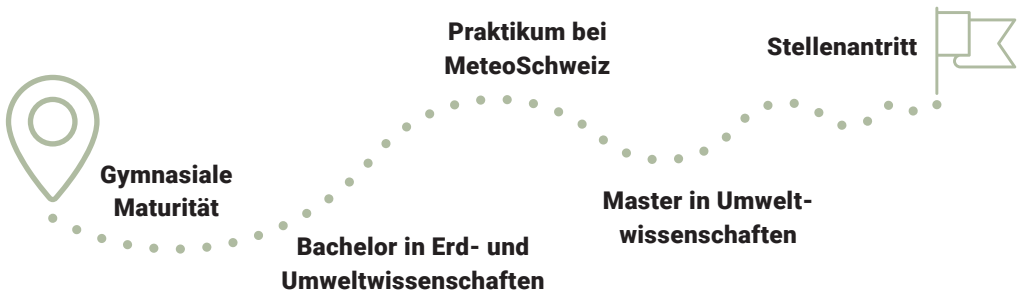 Gymnasiale
Maturität
Bachelor in Erd- und
Umweltwissenschaften
Praktikum bei
MeteoSchweiz
Master in Umwelt-
wissenschaften
Stellenantritt